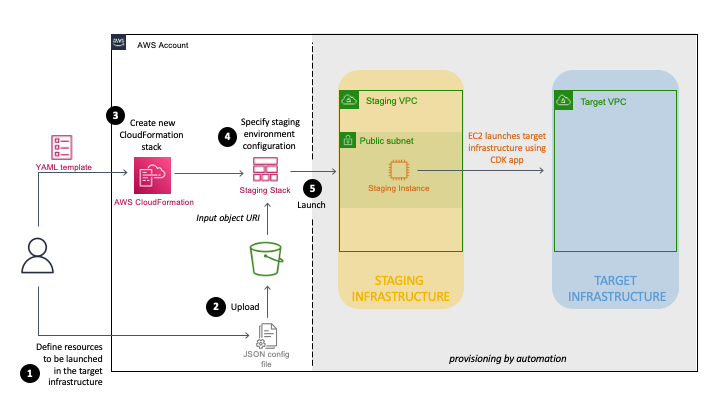 aws
AWS Account
3
Create new
CloudFormation
stack
4
Specify staging
environment
configuration
Staging VPC
Target VPC
Public subnet
EC2 launches target
infrastructure using
CDK app
YAML template
AWS CloudFormation
Staging Stack
5
Launch
Staging Instance
Input object URI
STAGING
INFRASTRUCTURE
TARGET
INFRASTRUCTURE
2
Upload
JSON config
file
1
Define resources
to be launched
in the target
infrastructure
provisioning by automation